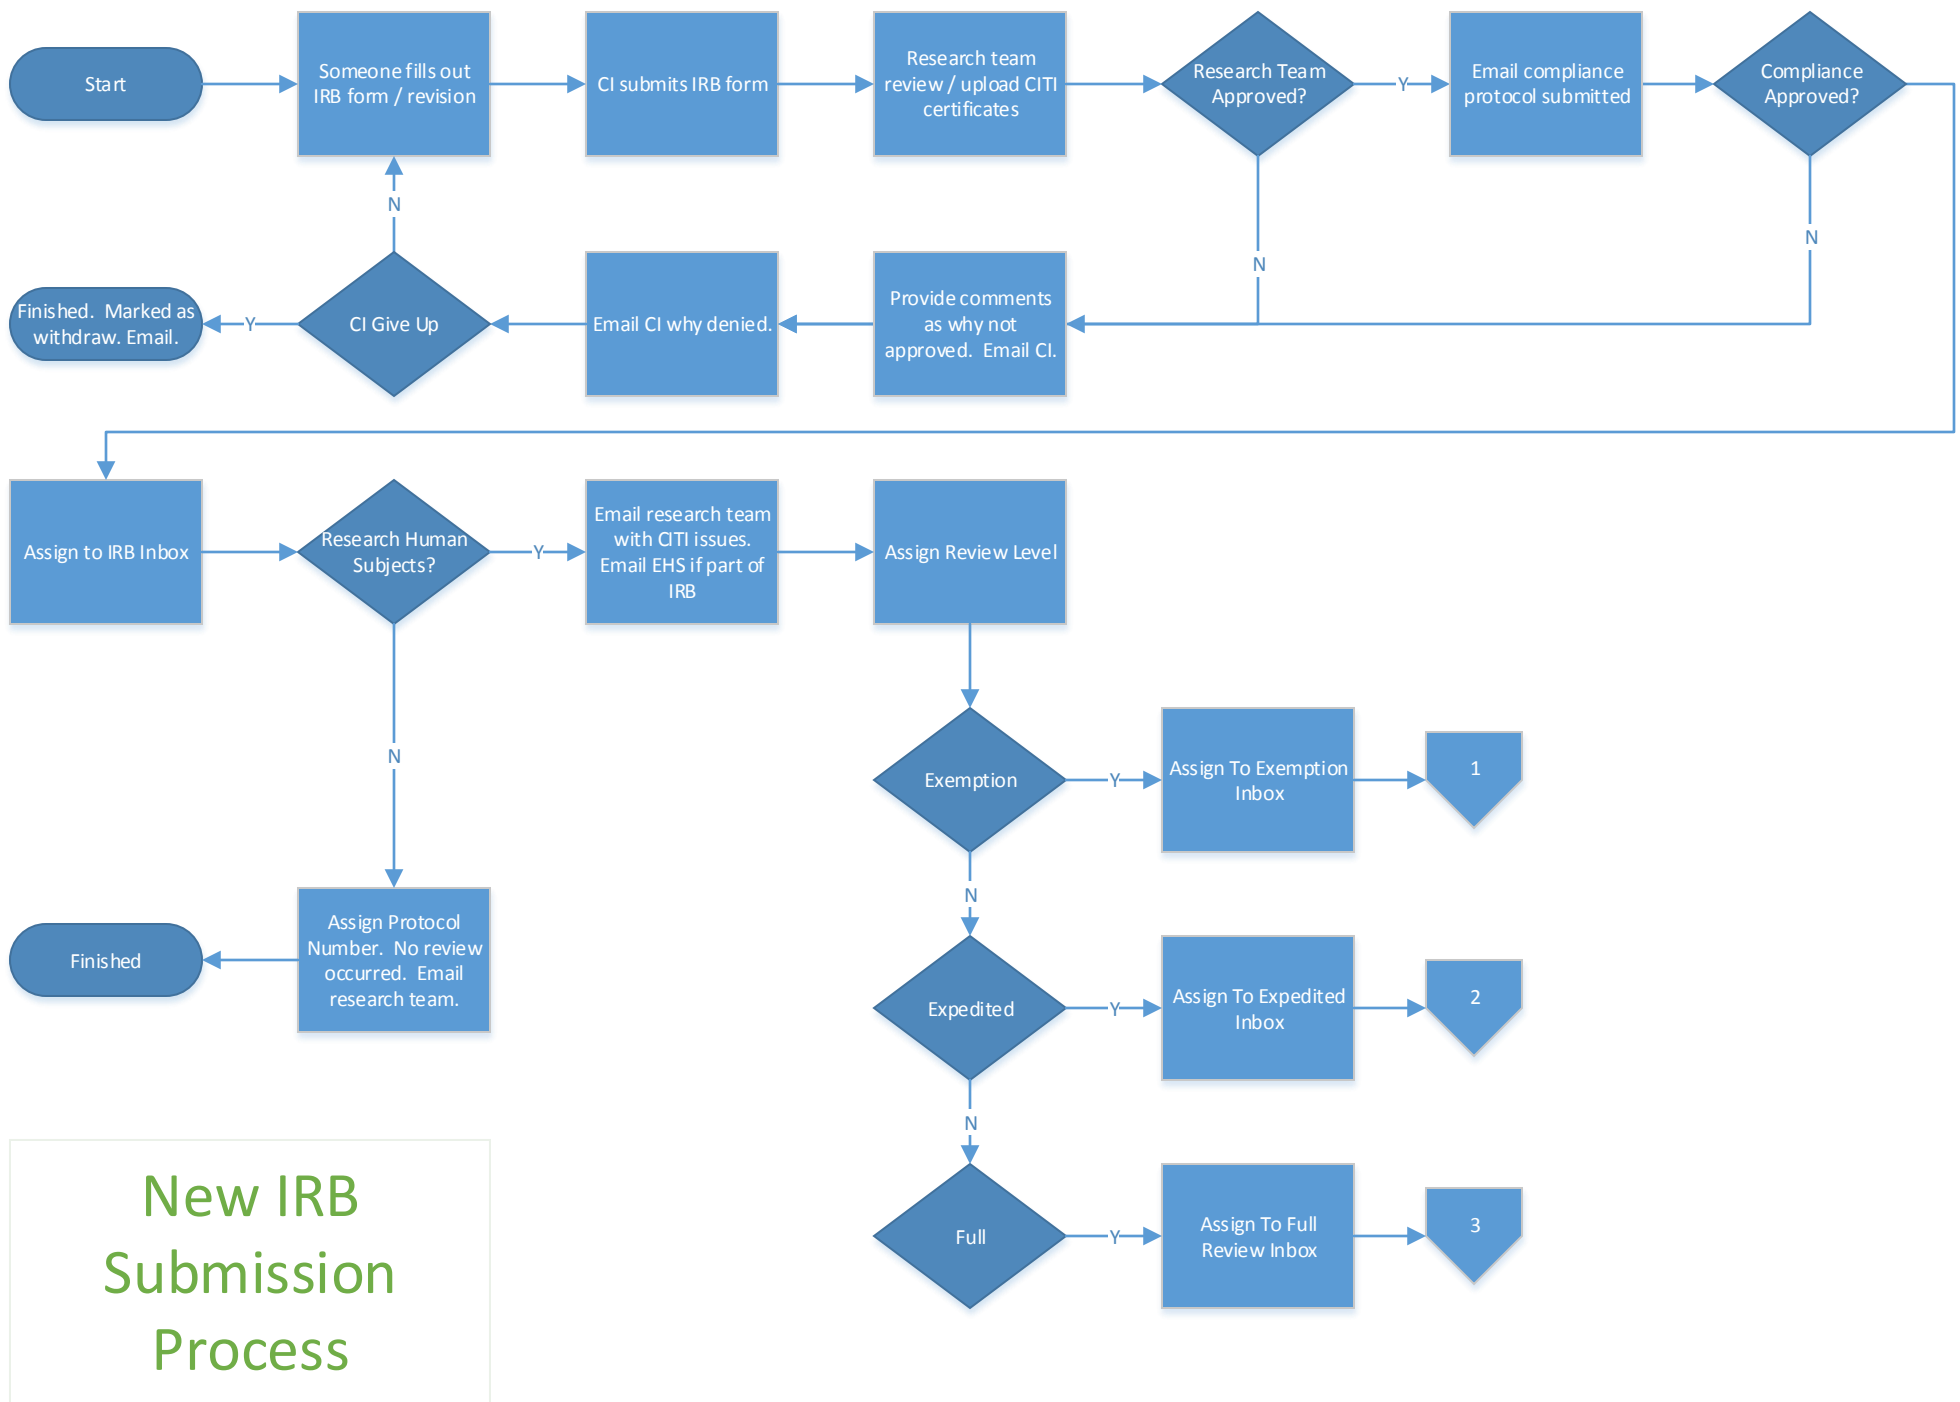 Start
Someone fills out
IRB form / revision
CI submits IRB form
Research team
review / upload CITI
certificates
Research Team
Approved?
Y
Email compliance
protocol submitted
Compliance
Approved?
N
N
N
Finished.  Marked as
withdraw. Email.
Y
CI Give Up
Email CI why denied.
Provide comments
as why not
approved.  Email CI.
Assign to IRB Inbox
Research Human
Subjects?
Y
Email research team
with CITI issues.
Email EHS if part of
IRB
Assign Review Level
N
Exemption
Y
Assign To Exemption
Inbox
1
N
Finished
Assign Protocol
Number.  No review
occurred.  Email
research team.
Expedited
Y
Assign To Expedited
Inbox
2
N
Full
Y
Assign To Full
Review Inbox
3
New IRB
Submission
Process